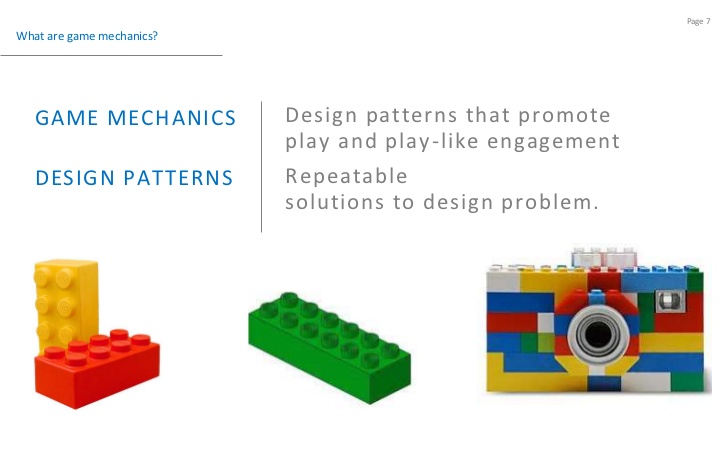 Page 7
What are game mechanics?
GAME MECHANICS
Design patterns that promote
play and play-like engagement
DESIGN PATTERNS
Repeatable
solutions to design problem.